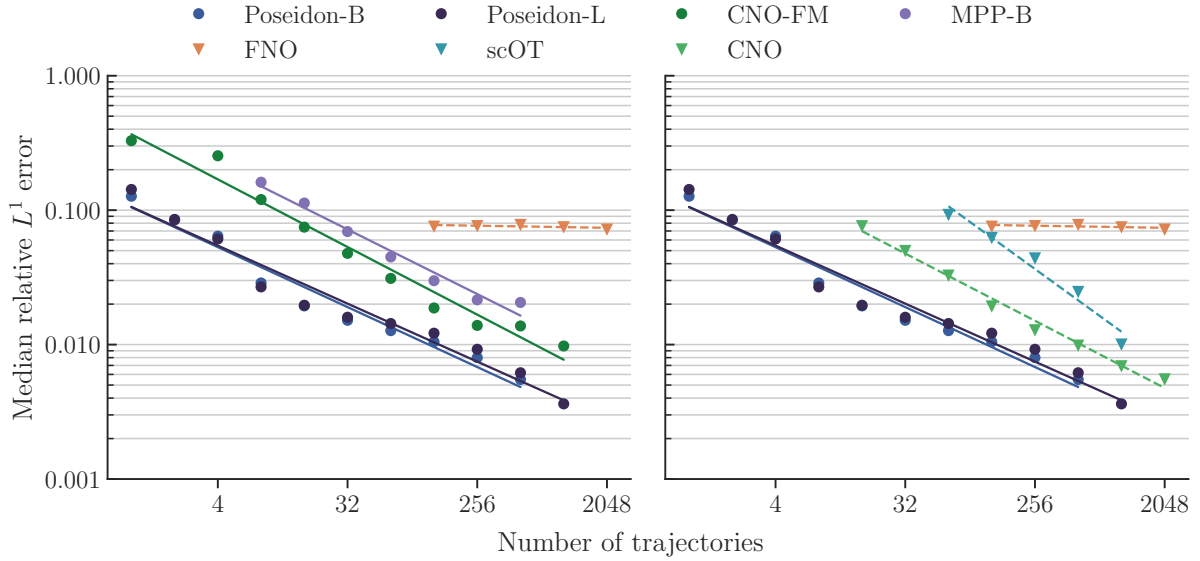 Poseidon-B Poseidon-L CNO-FM MPP-B
FNO scOT CNO
1.000
0.100
0.010
0.001
Median relative L¹ error
4 32 256 2048
4 32 256 2048
Number of trajectories